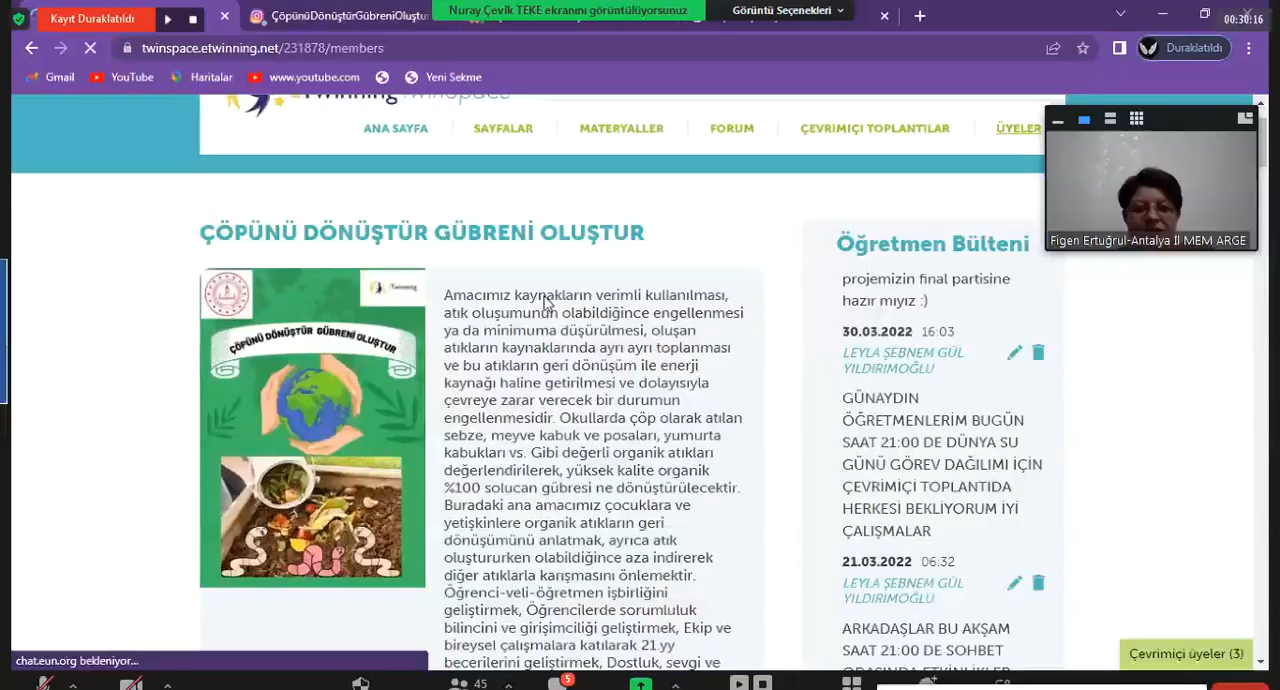 Kayıt Duraklatıldı
ÇöpünüDönüştürGübreniOluştur
Nuray Çevik TEKE ekranını görüntülüyorsunuz
Görüntü Seçenekleri
00:30:16
twinspace.etwinning.net/231878/members
Duraklatıldı
Gmail
YouTube
Haritalar
www.youtube.com
Yeni Sekme
ANA SAYFA
SAYFALAR
MATERYALLER
FORUM
ÇEVRİMİÇİ TOPLANTILAR
ÜYELER
Figen Ertuğrul-Antalya İl MEM ARGE
ÇÖPÜNÜ DÖNÜŞTÜR GÜBRENİ OLUŞTUR
ÇÖPÜNÜ DÖNÜŞTÜR GÜBRENİ OLUŞTUR
Amacımız kaynakların verimli kullanılması,
atık oluşumunun olabildiğince engellenmesi
ya da minimuma düşürülmesi, oluşan
atıkların kaynaklarında ayrı ayrı toplanması
ve bu atıkların geri dönüşüm ile enerji
kaynağı haline getirilmesi ve dolayısıyla
çevreye zarar verecek bir durumun
engellenmesidir. Okullarda çöp olarak atılan
sebze, meyve kabuk ve posaları, yumurta
kabukları vs. Gibi değerli organik atıkları
değerlendirilerek, yüksek kalite organik
%100 solucan gübresi ne dönüştürülecektir.
Buradaki ana amacımız çocuklara ve
yetişkinlere organik atıkların geri
dönüşümünü anlatmak, ayrıca atık
oluştururken olabildiğince aza indirerek
diğer atıklarla karışmasını önlemektir.
Öğrenci-veli-öğretmen işbirliğini
geliştirmek, Öğrencilerde sorumluluk
bilincini ve girişimciliği geliştirmek, Ekip ve
bireysel çalışmalara katılarak 21.yy
becerilerini geliştirmek, Dostluk, sevgi ve
Öğretmen Bülteni
projemizin final partisine
hazır mıyız :)
30.03.2022 16:03
LEYLA ŞEBNEM GÜL
YILDIRIMOĞLU
GÜNAYDIN
ÖĞRETMENLERİM BUGÜN
SAAT 21:00 DE DÜNYA SU
GÜNÜ GÖREV DAĞILIMI İÇİN
ÇEVRİMİÇİ TOPLANTIDA
HERKESİ BEKLİYORUM İYİ
ÇALIŞMALAR
21.03.2022 06:32
LEYLA ŞEBNEM GÜL
YILDIRIMOĞLU
ARKADAŞLAR BU AKŞAM
SAAT 21:00 DE SOHBET
ODASINDA ETKİNLİKLER
Çevrimiçi üyeler (3)
chat.eun.org bekleniyor...
45
5